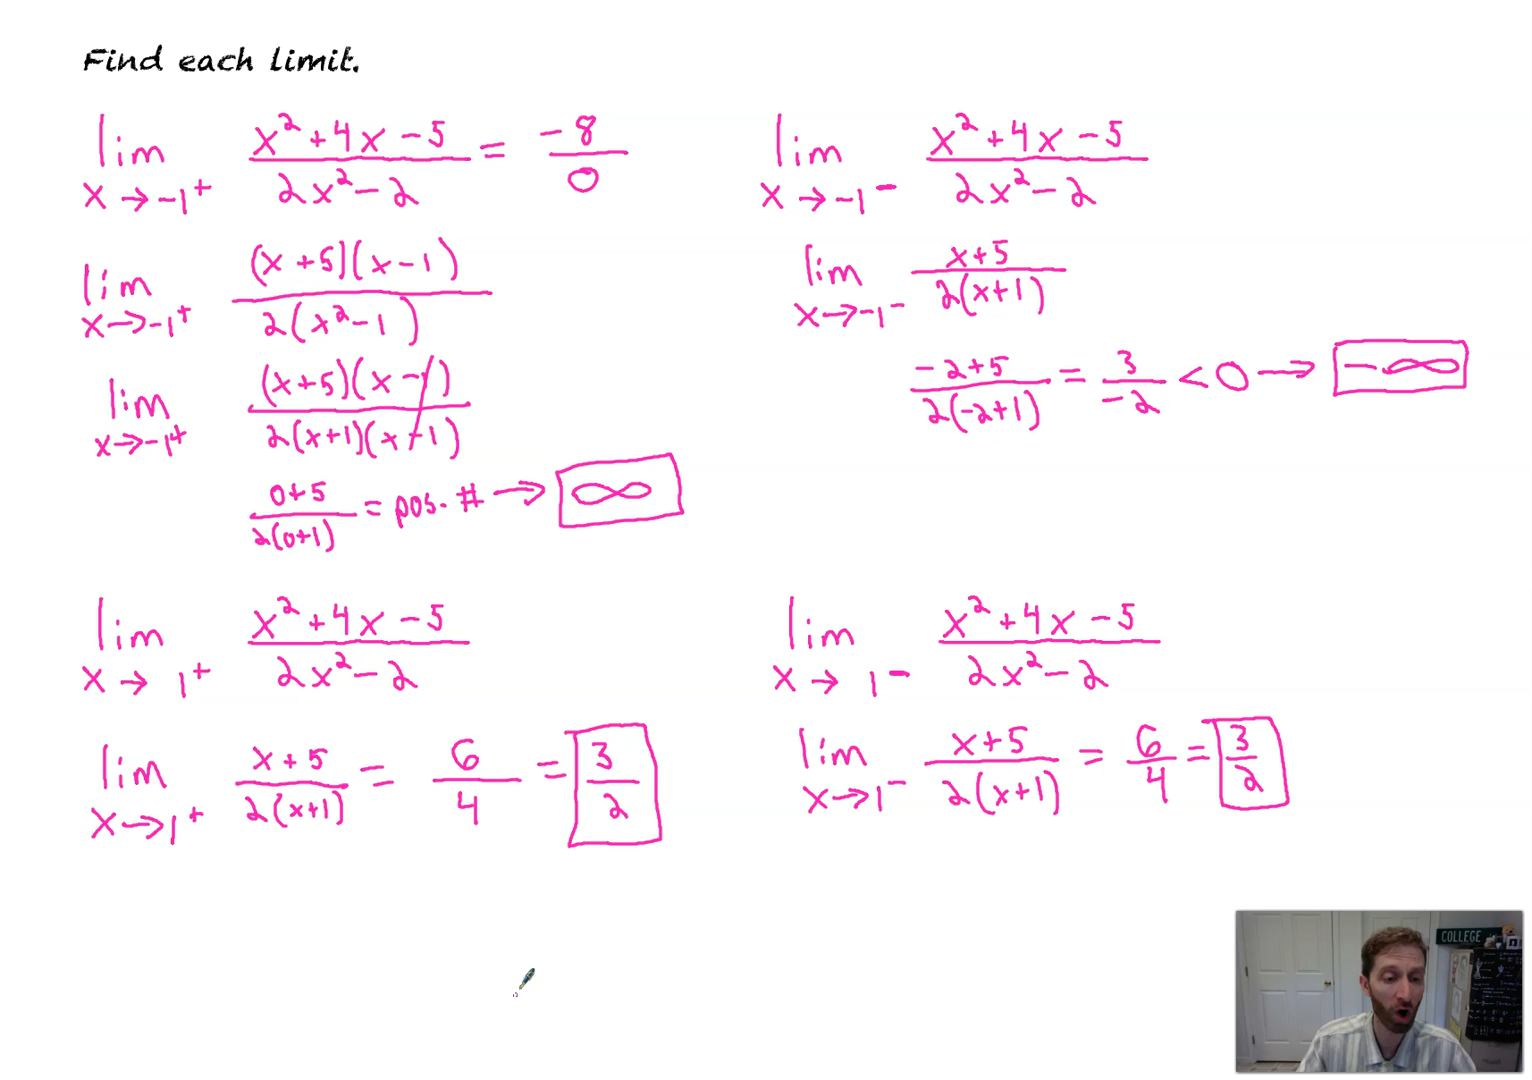 Find each limit.
lim x→-1⁺ (x²+4x-5)/(2x²-2) = -8/0
lim x→-1⁺ ((x+5)(x-1))/(2(x²-1))
lim x→-1⁺ ((x+5)(x-1))/(2(x+1)(x-1))
(0+5)/(2(0+1)) = pos. # → ∞
lim x→-1⁻ (x²+4x-5)/(2x²-2)
lim x→-1⁻ (x+5)/(2(x+1))
(-2+5)/(2(-2+1)) = 3/-2 < 0 → -∞
lim x→1⁺ (x²+4x-5)/(2x²-2)
lim x→1⁺ (x+5)/(2(x+1)) = 6/4 = 3/2
lim x→1⁻ (x²+4x-5)/(2x²-2)
lim x→1⁻ (x+5)/(2(x+1)) = 6/4 = 3/2
COLLEGE